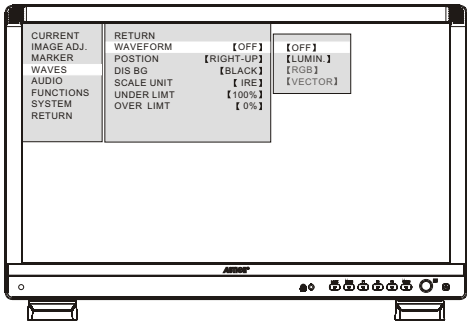 CURRENT
IMAGE ADJ.
MARKER
WAVES
AUDIO
FUNCTIONS
SYSTEM
RETURN
RETURN
WAVEFORM 【OFF】
POSTION 【RIGHT-UP】
DIS BG 【BLACK】
SCALE UNIT 【 IRE】
UNDER LIMT 【100%】
OVER LIMT 【 0%】
【OFF】
【LUMIN.】
【RGB】
【VECTOR】